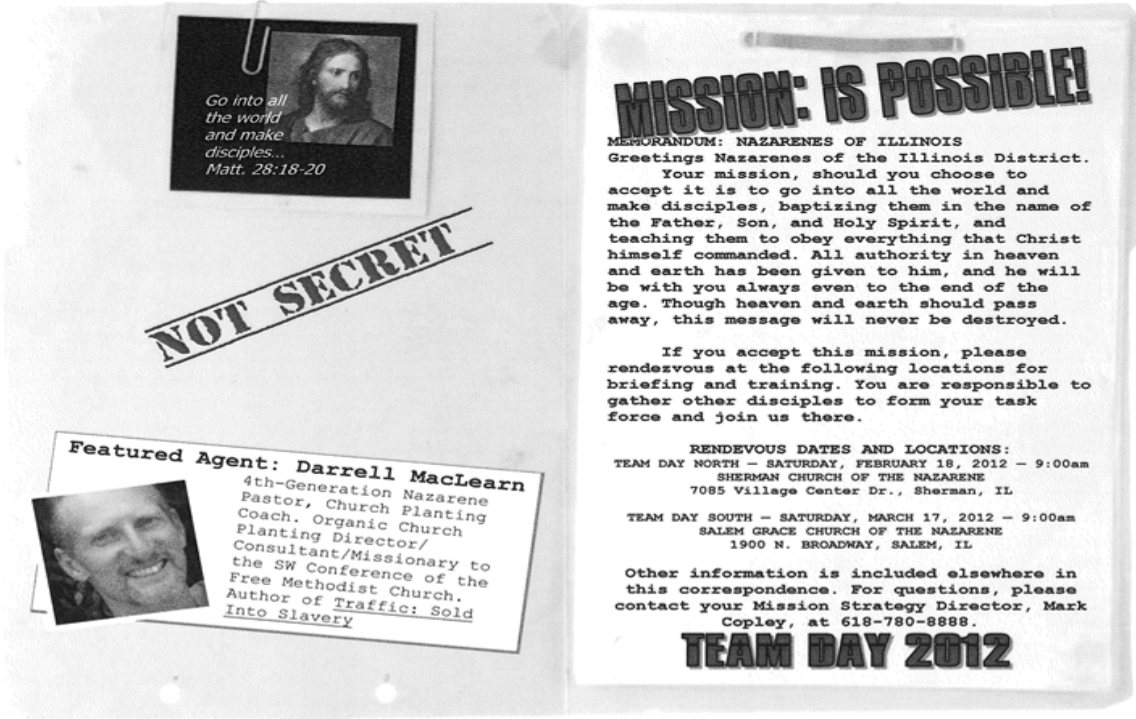 Go into all
the world
and make
disciples...
Matt. 28:18-20
NOT SECRET
Featured Agent: Darrell MacLearn
4th-Generation Nazarene
Pastor, Church Planting
Coach. Organic Church
Planting Director/
Consultant/Missionary to
the SW Conference of the
Free Methodist Church.
Author of Traffic: Sold
Into Slavery
MISSION: IS POSSIBLE!
MEMORANDUM: NAZARENES OF ILLINOIS
Greetings Nazarenes of the Illinois District.
Your mission, should you choose to
accept it is to go into all the world and
make disciples, baptizing them in the name of
the Father, Son, and Holy Spirit, and
teaching them to obey everything that Christ
himself commanded. All authority in heaven
and earth has been given to him, and he will
be with you always even to the end of the
age. Though heaven and earth should pass
away, this message will never be destroyed.
If you accept this mission, please
rendezvous at the following locations for
briefing and training. You are responsible to
gather other disciples to form your task
force and join us there.
RENDEVOUS DATES AND LOCATIONS:
TEAM DAY NORTH — SATURDAY, FEBRUARY 18, 2012 — 9:00am
SHERMAN CHURCH OF THE NAZARENE
7085 Village Center Dr., Sherman, IL
TEAM DAY SOUTH — SATURDAY, MARCH 17, 2012 — 9:00am
SALEM GRACE CHURCH OF THE NAZARENE
1900 N. BROADWAY, SALEM, IL
Other information is included elsewhere in
this correspondence. For questions, please
contact your Mission Strategy Director, Mark
Copley, at 618-780-8888.
TEAM DAY 2012